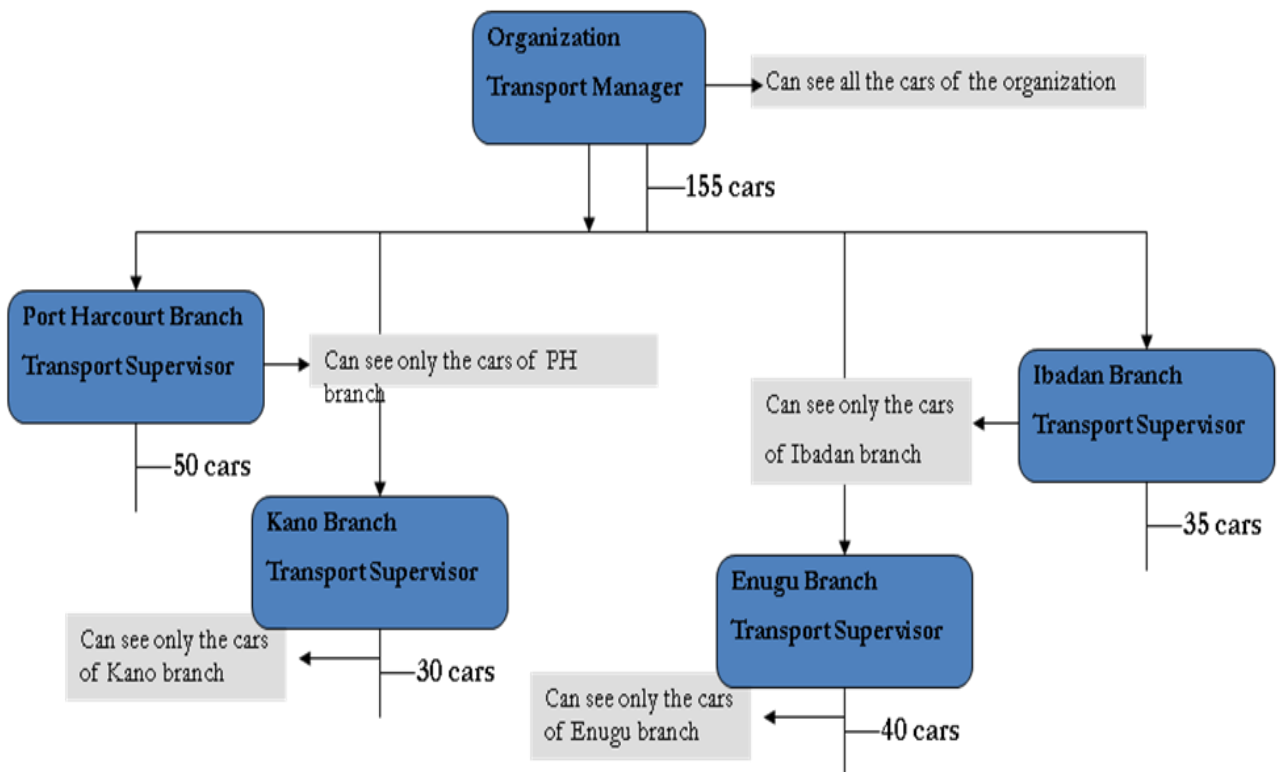 Organization
Transport Manager
Can see all the cars of the organization
155 cars
Port Harcourt Branch
Transport Supervisor
Can see only the cars of PH
branch
50 cars
Ibadan Branch
Transport Supervisor
Can see only the cars
of Ibadan branch
35 cars
Kano Branch
Transport Supervisor
Can see only the cars
of Kano branch
30 cars
Enugu Branch
Transport Supervisor
Can see only the cars
of Enugu branch
40 cars